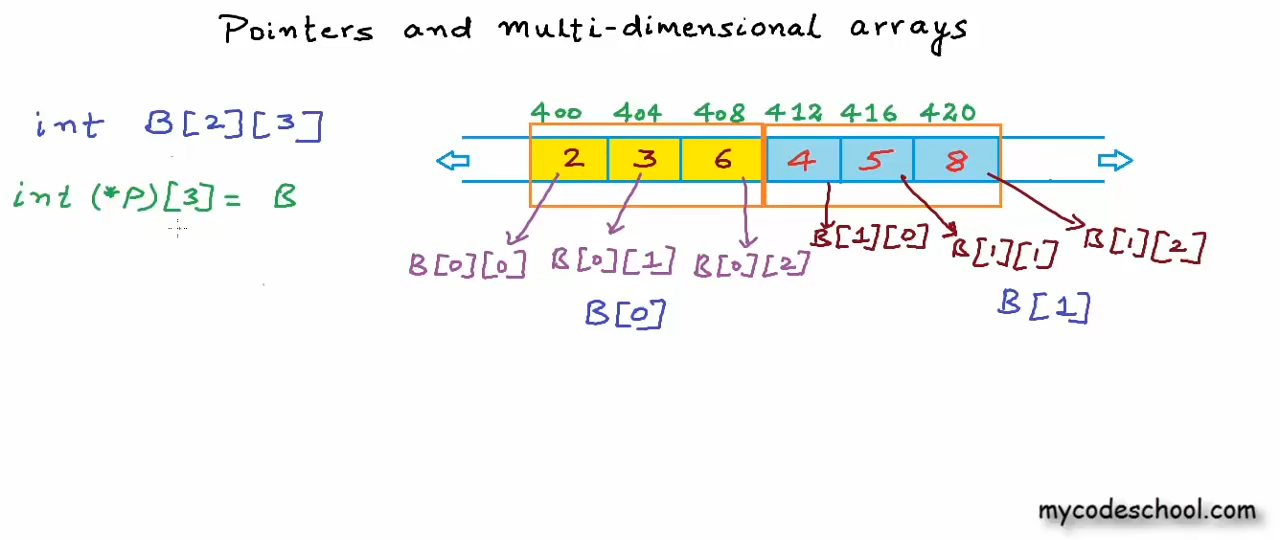 Pointers and multi-dimensional arrays
int B[2][3]
int (*P)[3] = B
400 404 408 412 416 420
2 3 6 4 5 8
B[0][0] B[0][1] B[0][2] B[1][0] B[1][1] B[1][2]
B[0] B[1]
mycodeschool.com